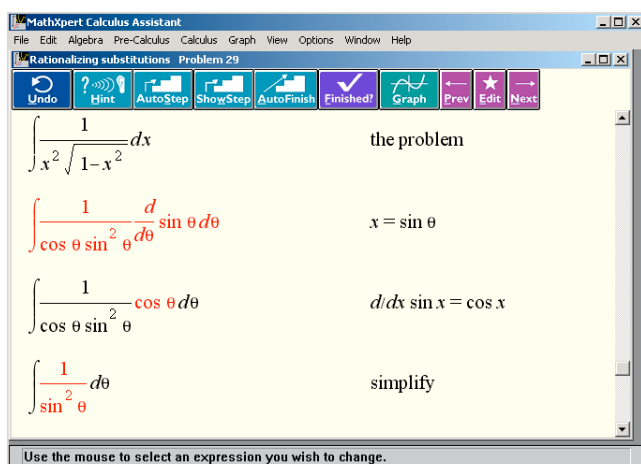 MathXpert Calculus Assistant
File Edit Algebra Pre-Calculus Calculus Graph View Options Window Help
Rationalizing substitutions Problem 29
Undo ?·))) Hint AutoStep ShowStep AutoFinish Finished? Graph Prev Edit Next
∫ 1/(x² √(1−x²)) dx the problem
∫ 1/(cos θ sin² θ) d/dθ sin θ dθ x = sin θ
∫ 1/(cos θ sin² θ) cos θ dθ d/dx sin x = cos x
∫ 1/(sin² θ) dθ simplify
Use the mouse to select an expression you wish to change.